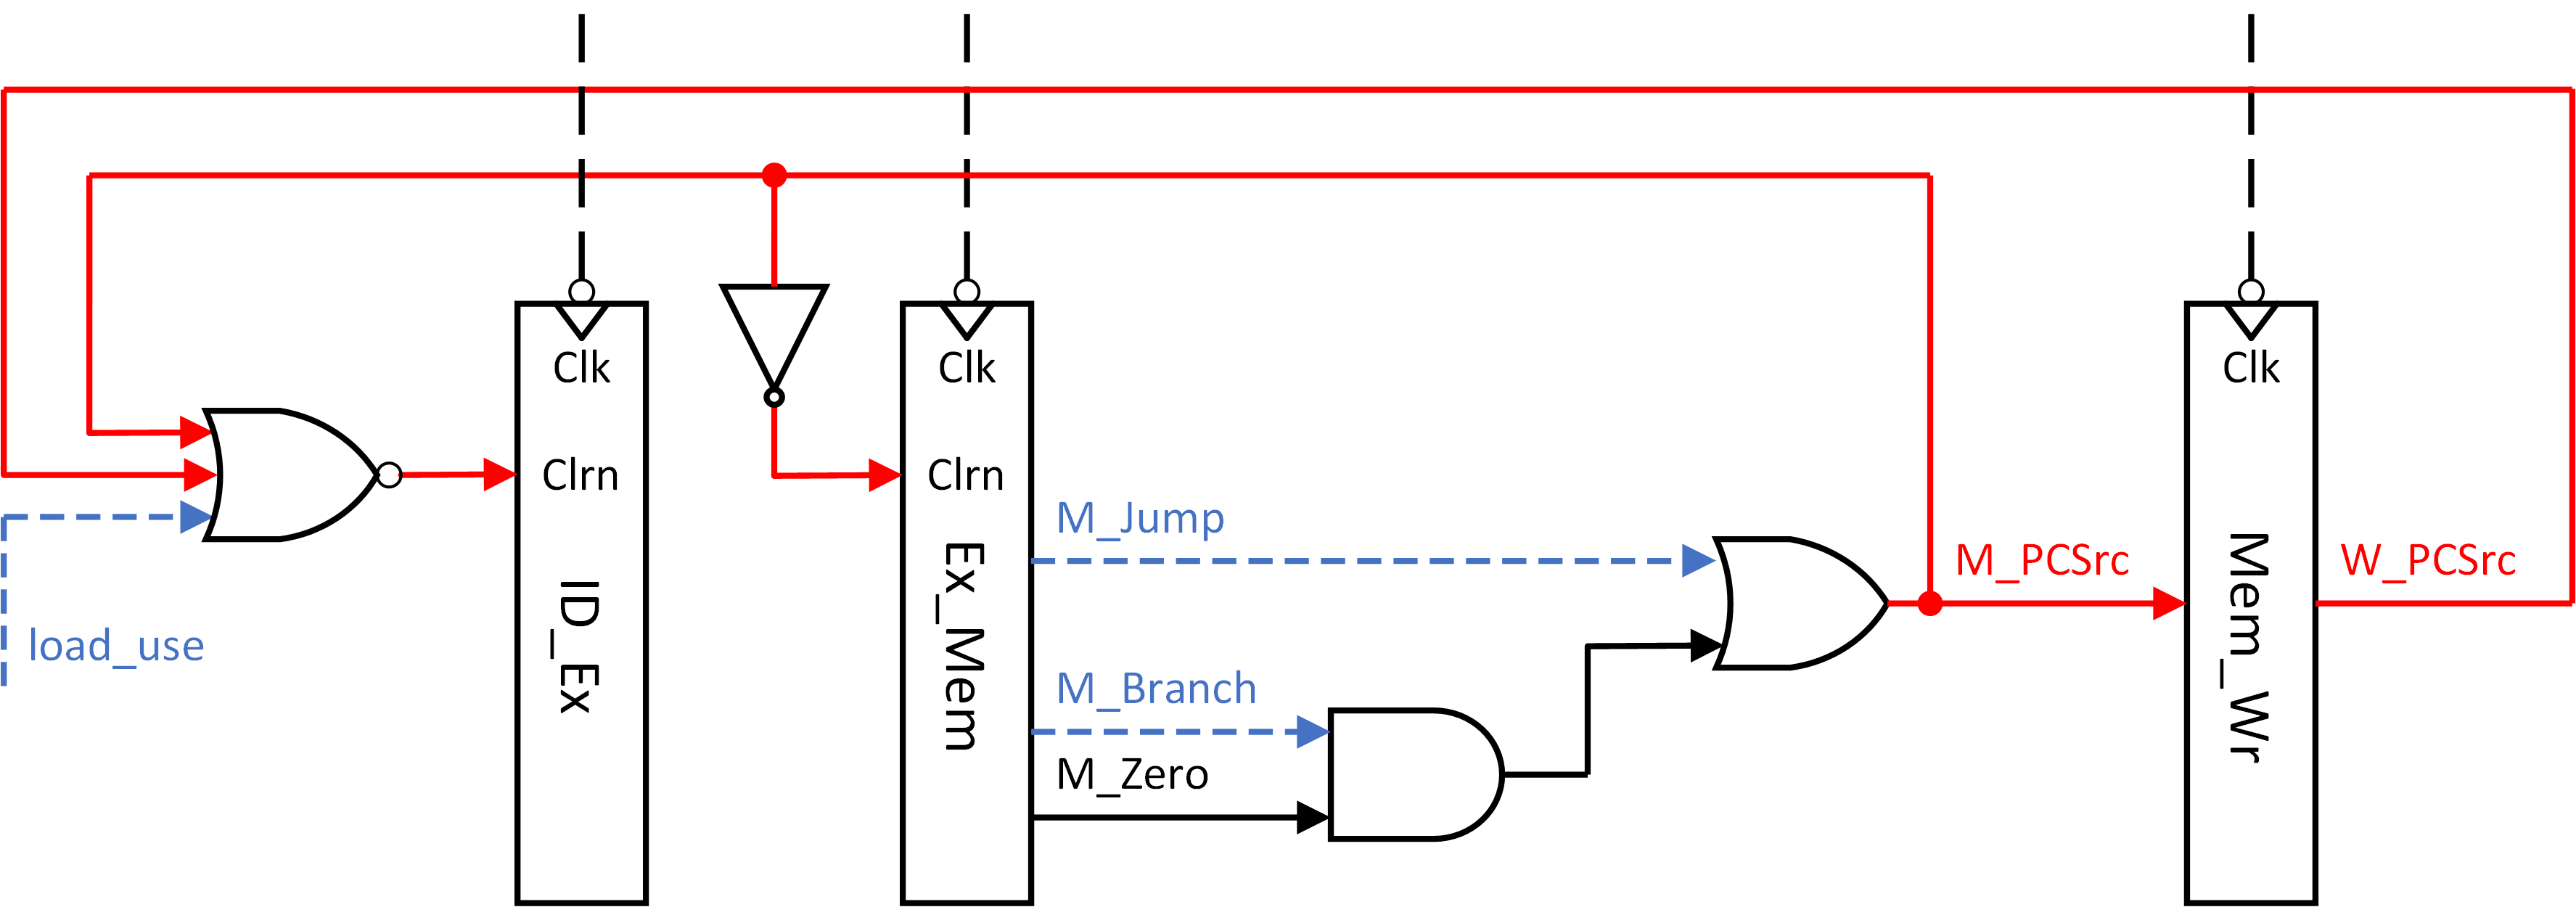 Clk
Clk
Clk
Clrn
Clrn
M_Jump
M_PCSrc
W_PCSrc
load_use
ID_Ex
Ex_Mem
Mem_Wr
M_Branch
M_Zero